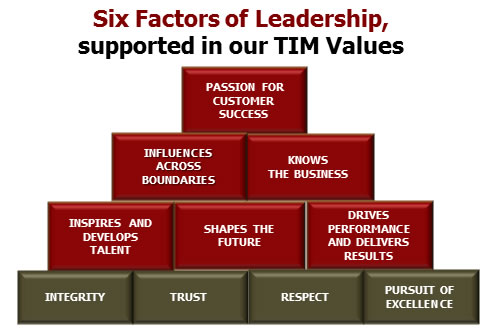 Six Factors of Leadership,
supported in our TIM Values
PASSION FOR
CUSTOMER
SUCCESS
INFLUENCES
ACROSS
BOUNDARIES
KNOWS
THE BUSINESS
INSPIRES AND
DEVELOPS
TALENT
SHAPES THE
FUTURE
DRIVES
PERFORMANCE
AND DELIVERS
RESULTS
INTEGRITY
TRUST
RESPECT
PURSUIT OF
EXCELLENCE